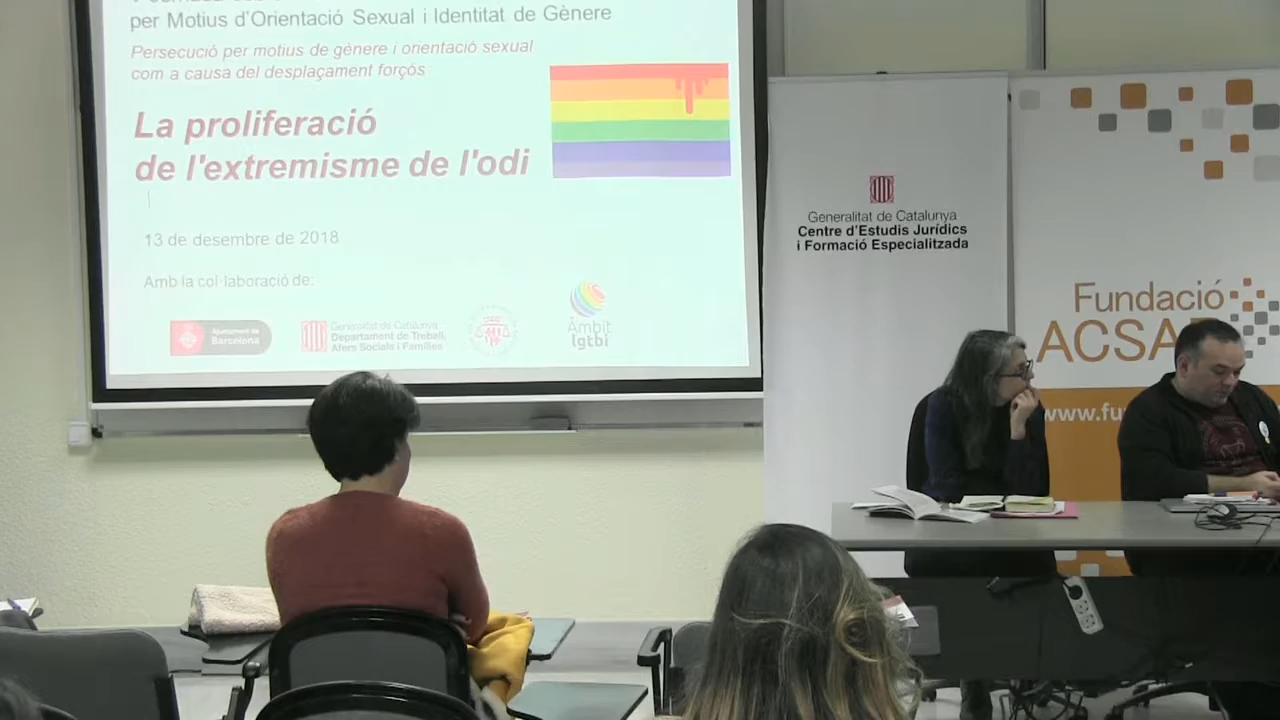 per Motius d'Orientació Sexual i Identitat de Gènere
Persecució per motius de gènere i orientació sexual
com a causa del desplaçament forçós
La proliferació
de l'extremisme de l'odi
13 de desembre de 2018
Amb la col·laboració de:
Ajuntament de
Barcelona
Generalitat de Catalunya
Departament de Treball,
Afers Socials i Famílies
Àmbit
lgtbi
Generalitat de Catalunya
Centre d'Estudis Jurídics
i Formació Especialitzada
Fundació
ACSA
www.fu